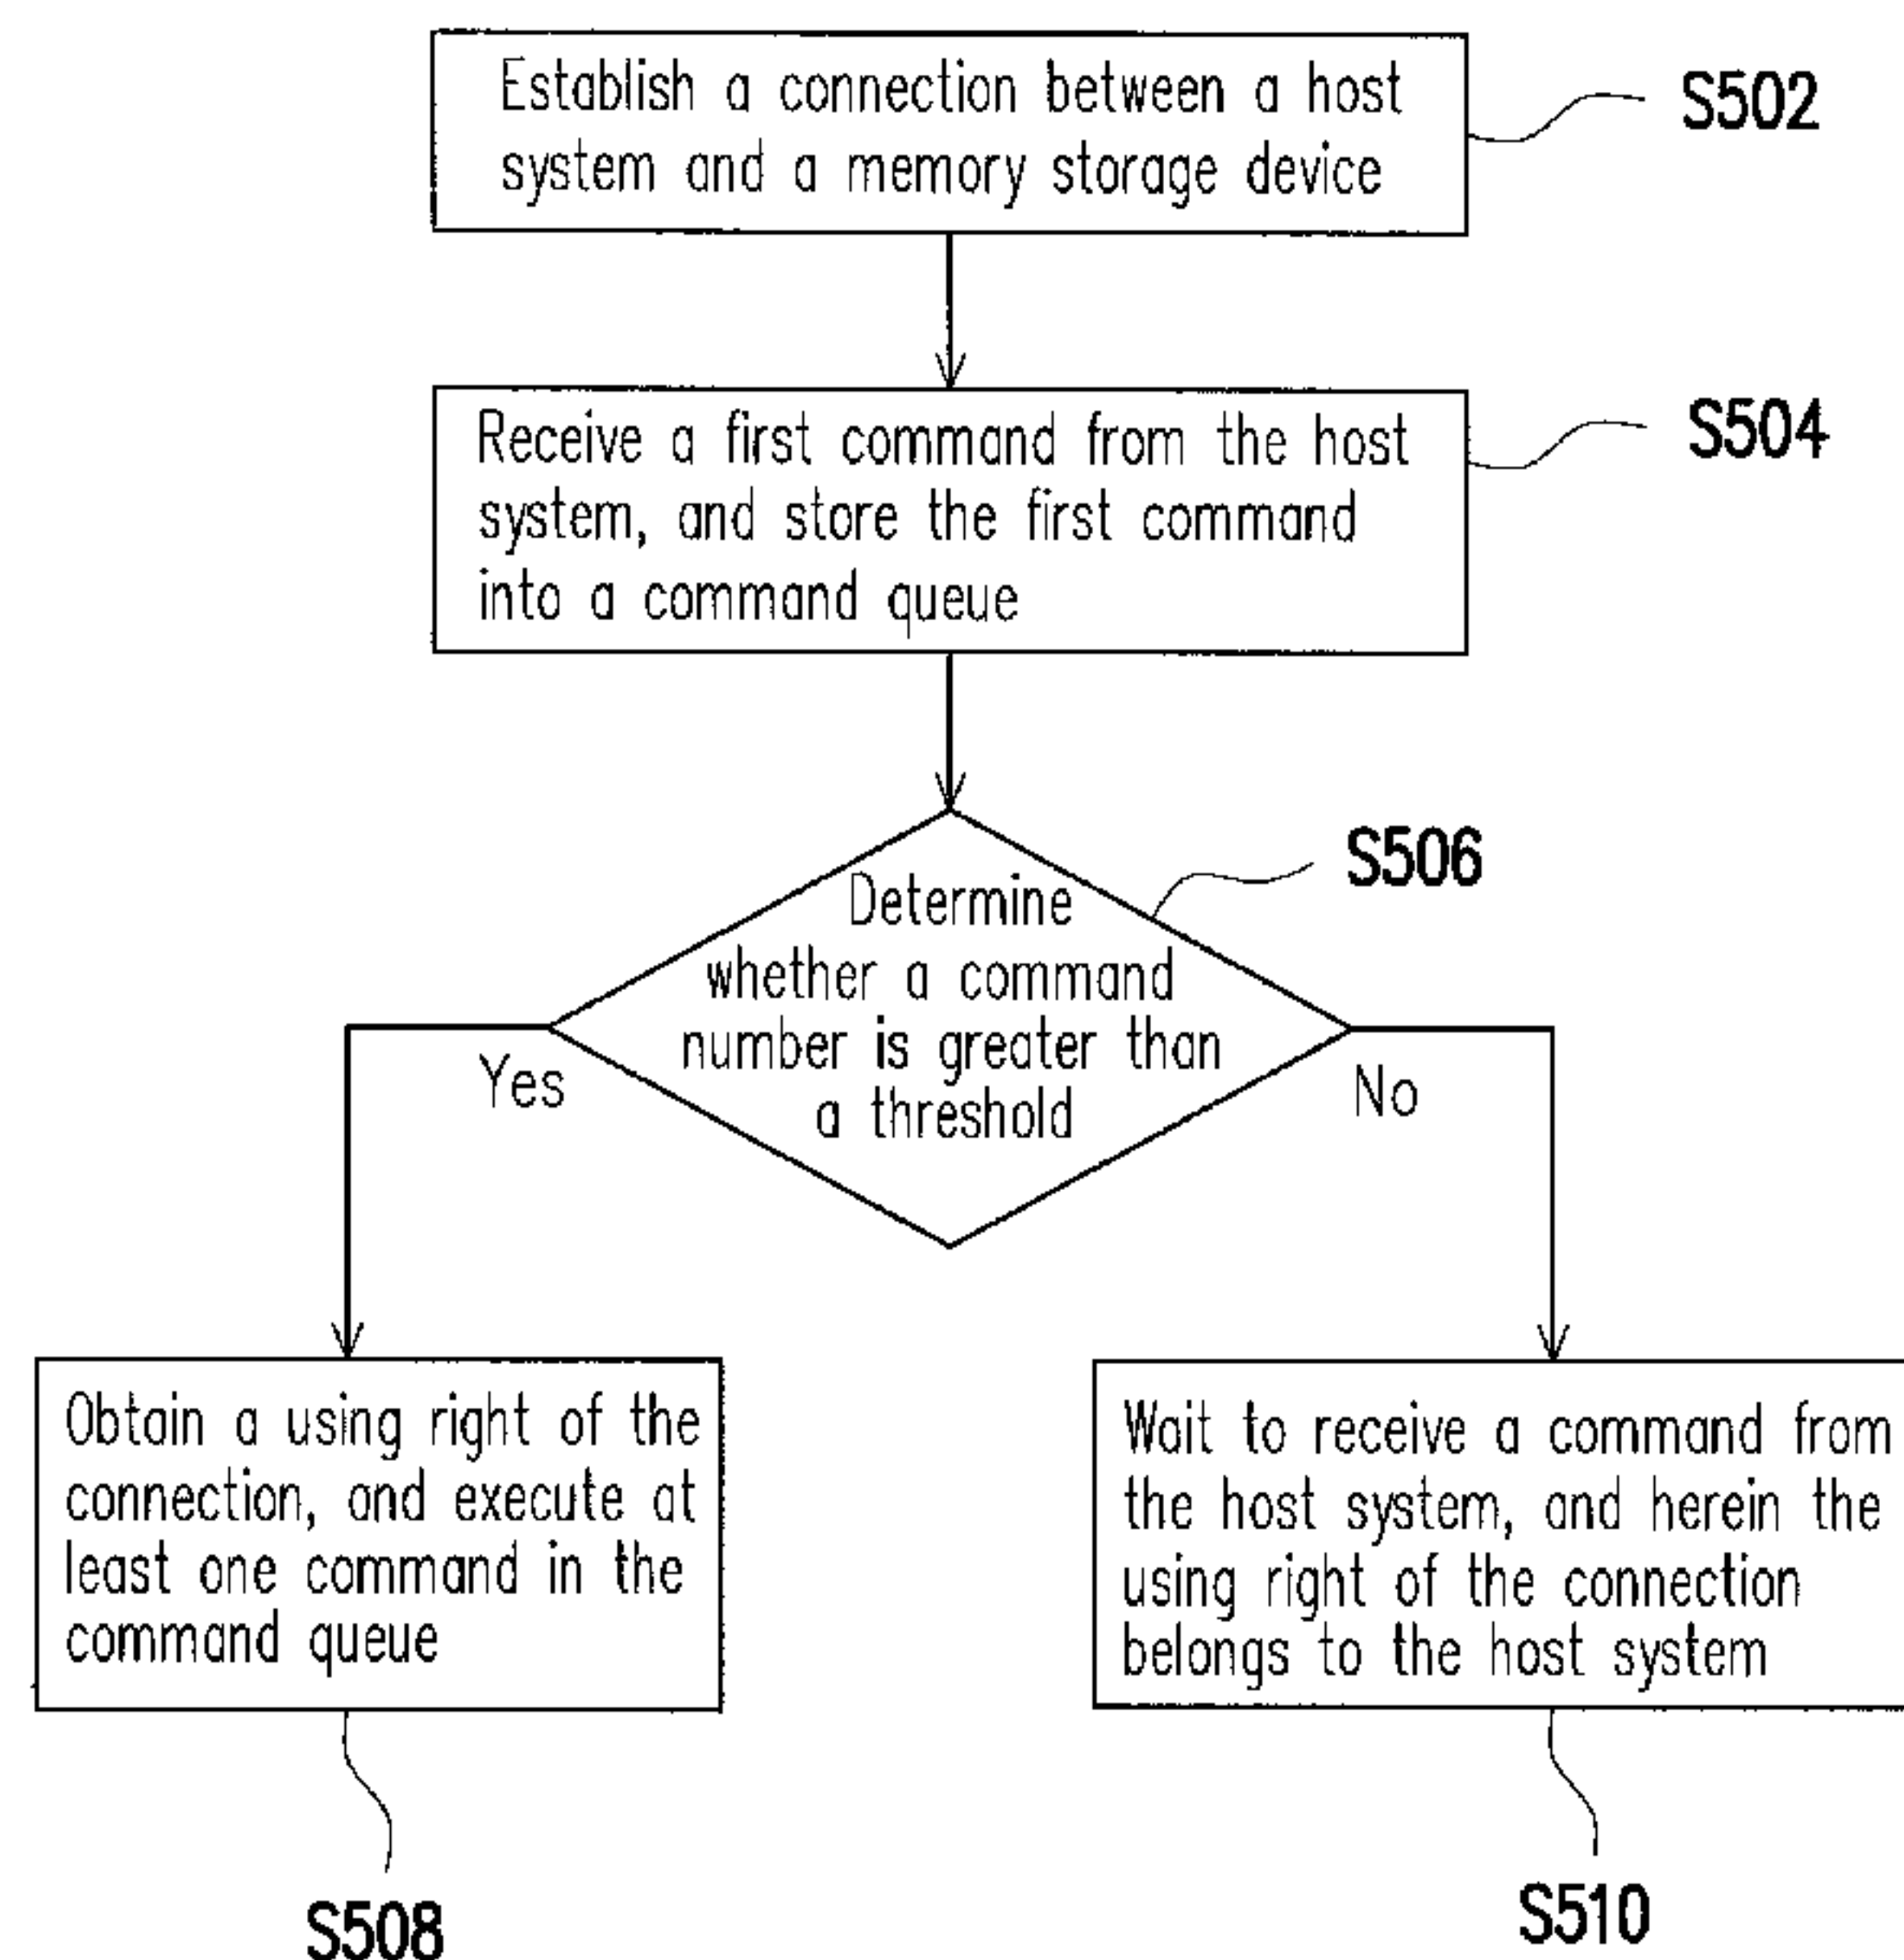 Establish a connection between a host
system and a memory storage device
S502
Receive a first command from the host
system, and store the first command
into a command queue
S504
Determine
whether a command
number is greater than
a threshold
S506
Yes
No
Obtain a using right of the
connection, and execute at
least one command in the
command queue
S508
Wait to receive a command from
the host system, and herein the
using right of the connection
belongs to the host system
S510